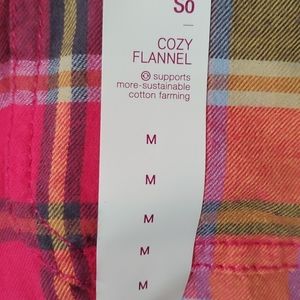 So
COZY
FLANNEL
supports
more-sustainable
cotton farming
M
M
M
M
M